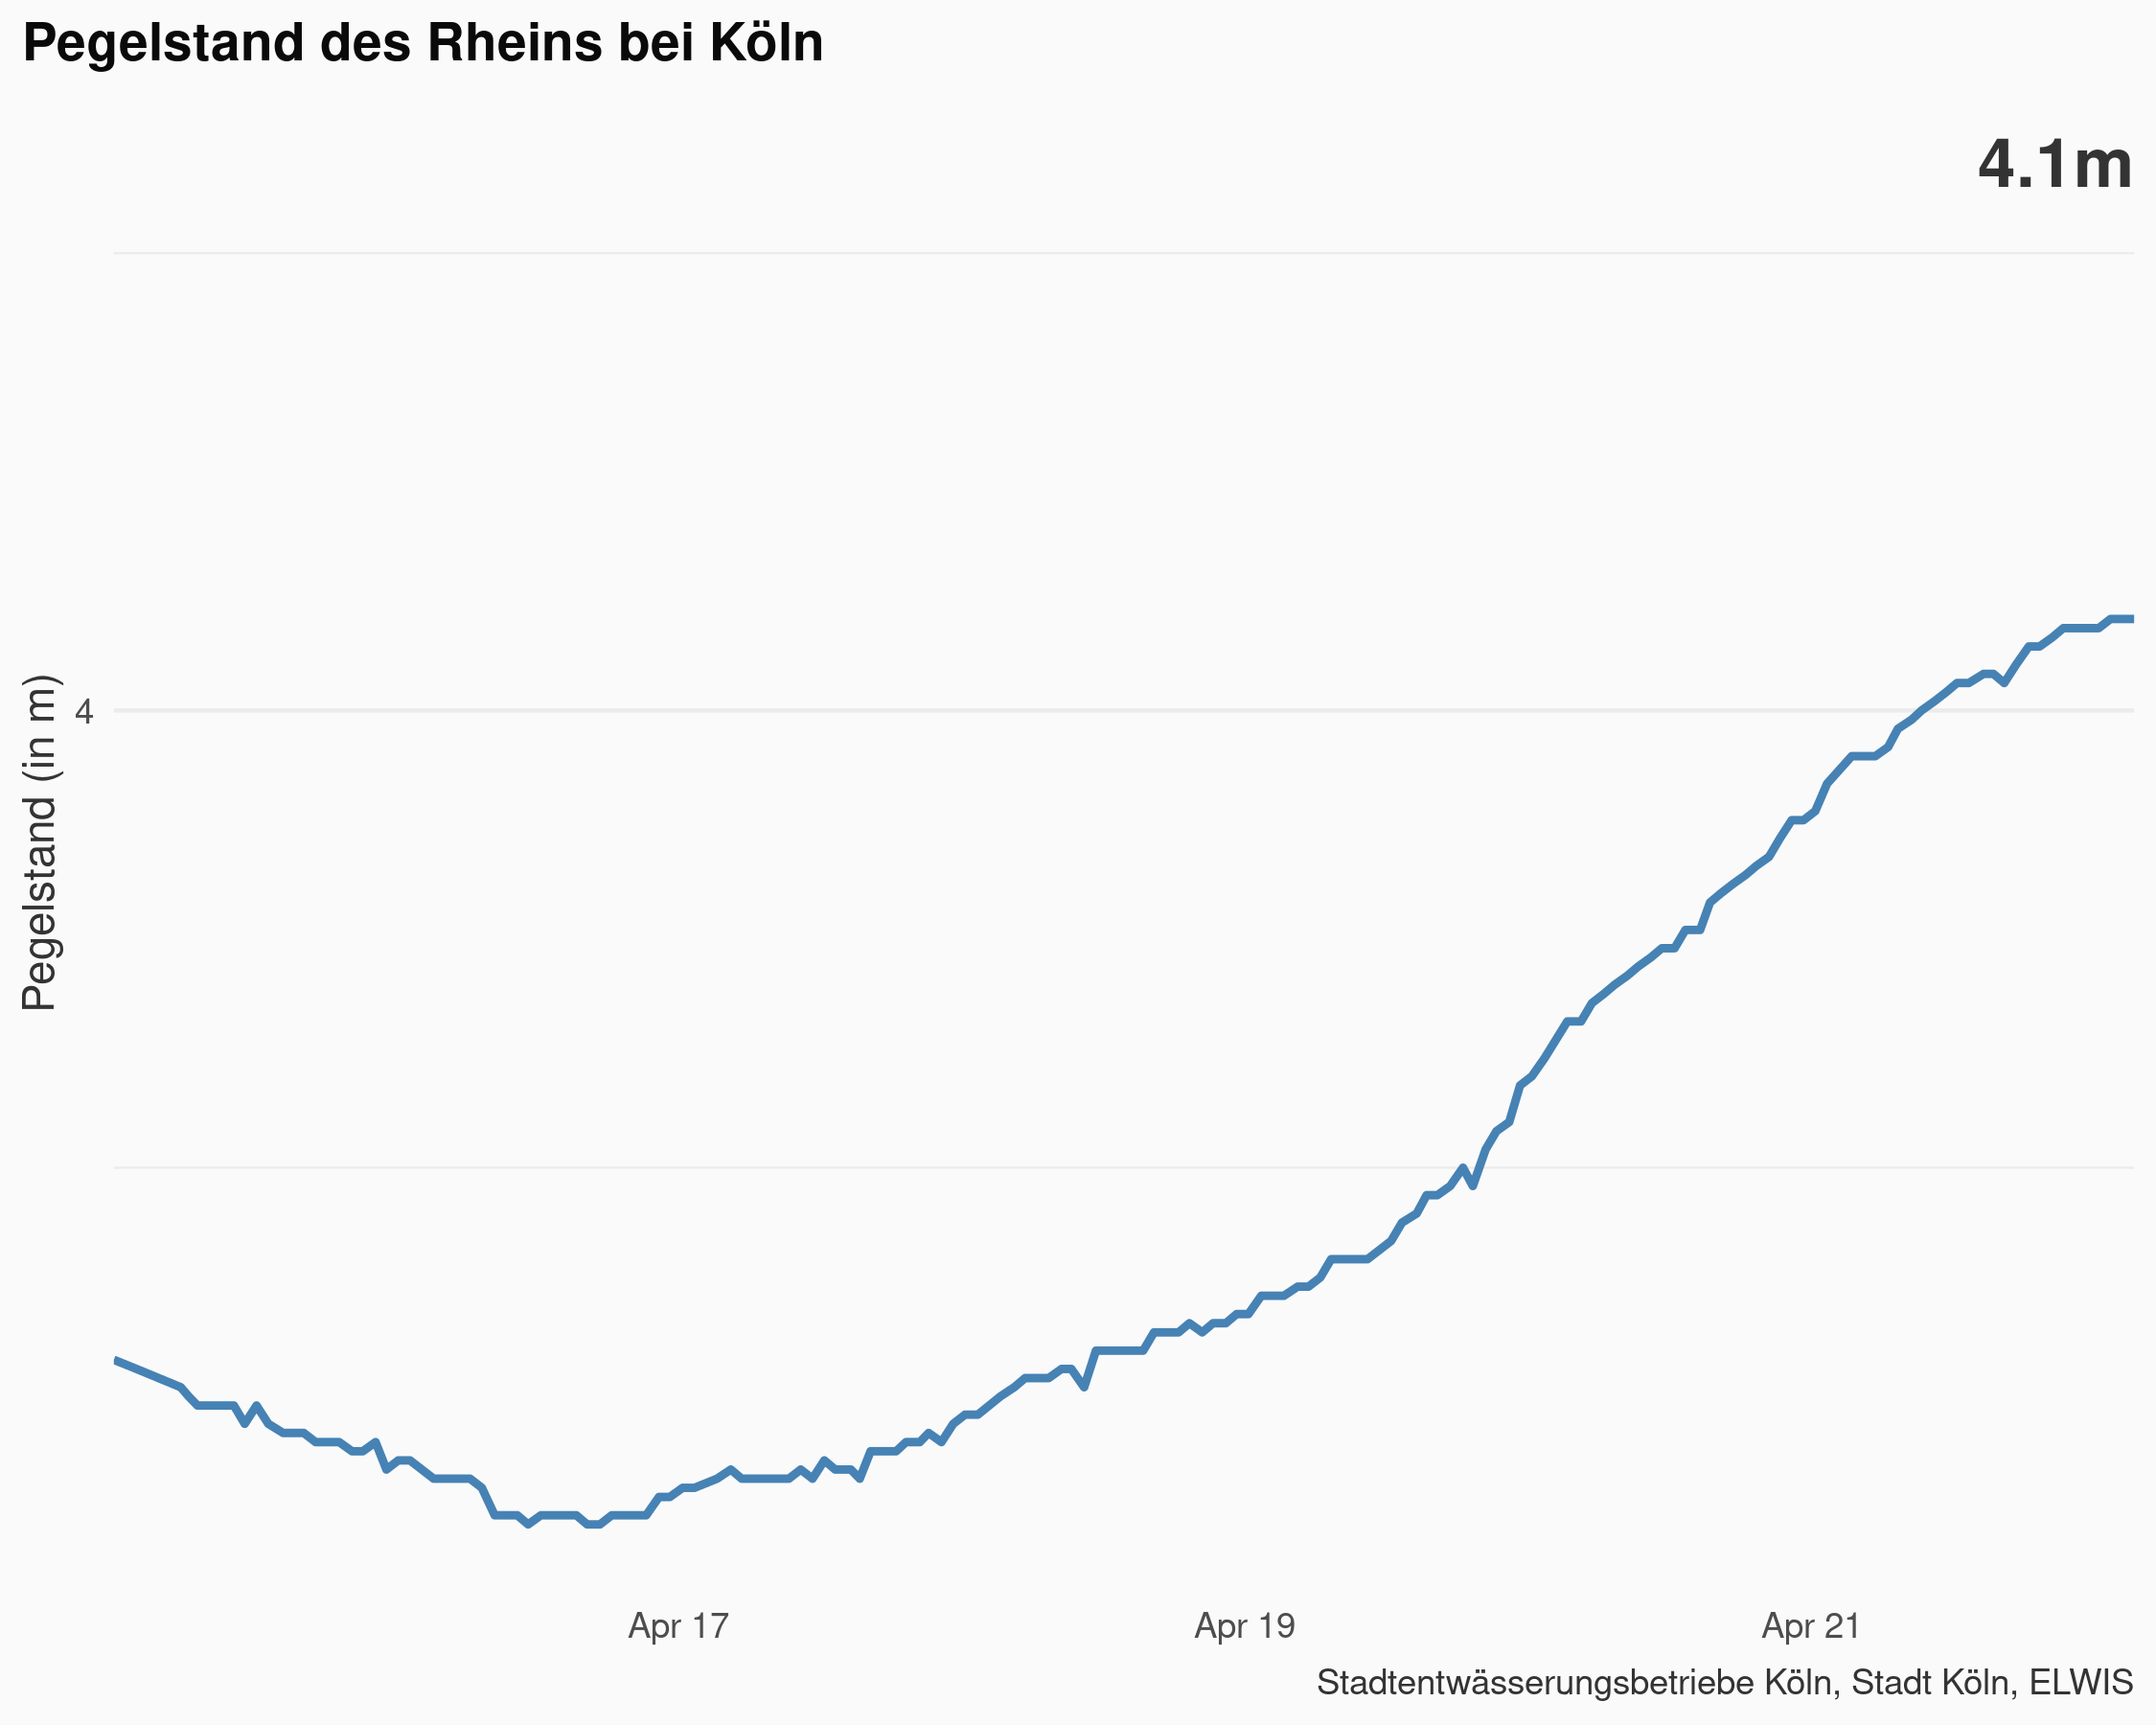 Pegelstand des Rheins bei Köln
4.1m
Pegelstand (in m)
4
Apr 17
Apr 19
Apr 21
Stadtentwässerungsbetriebe Köln, Stadt Köln, ELWIS